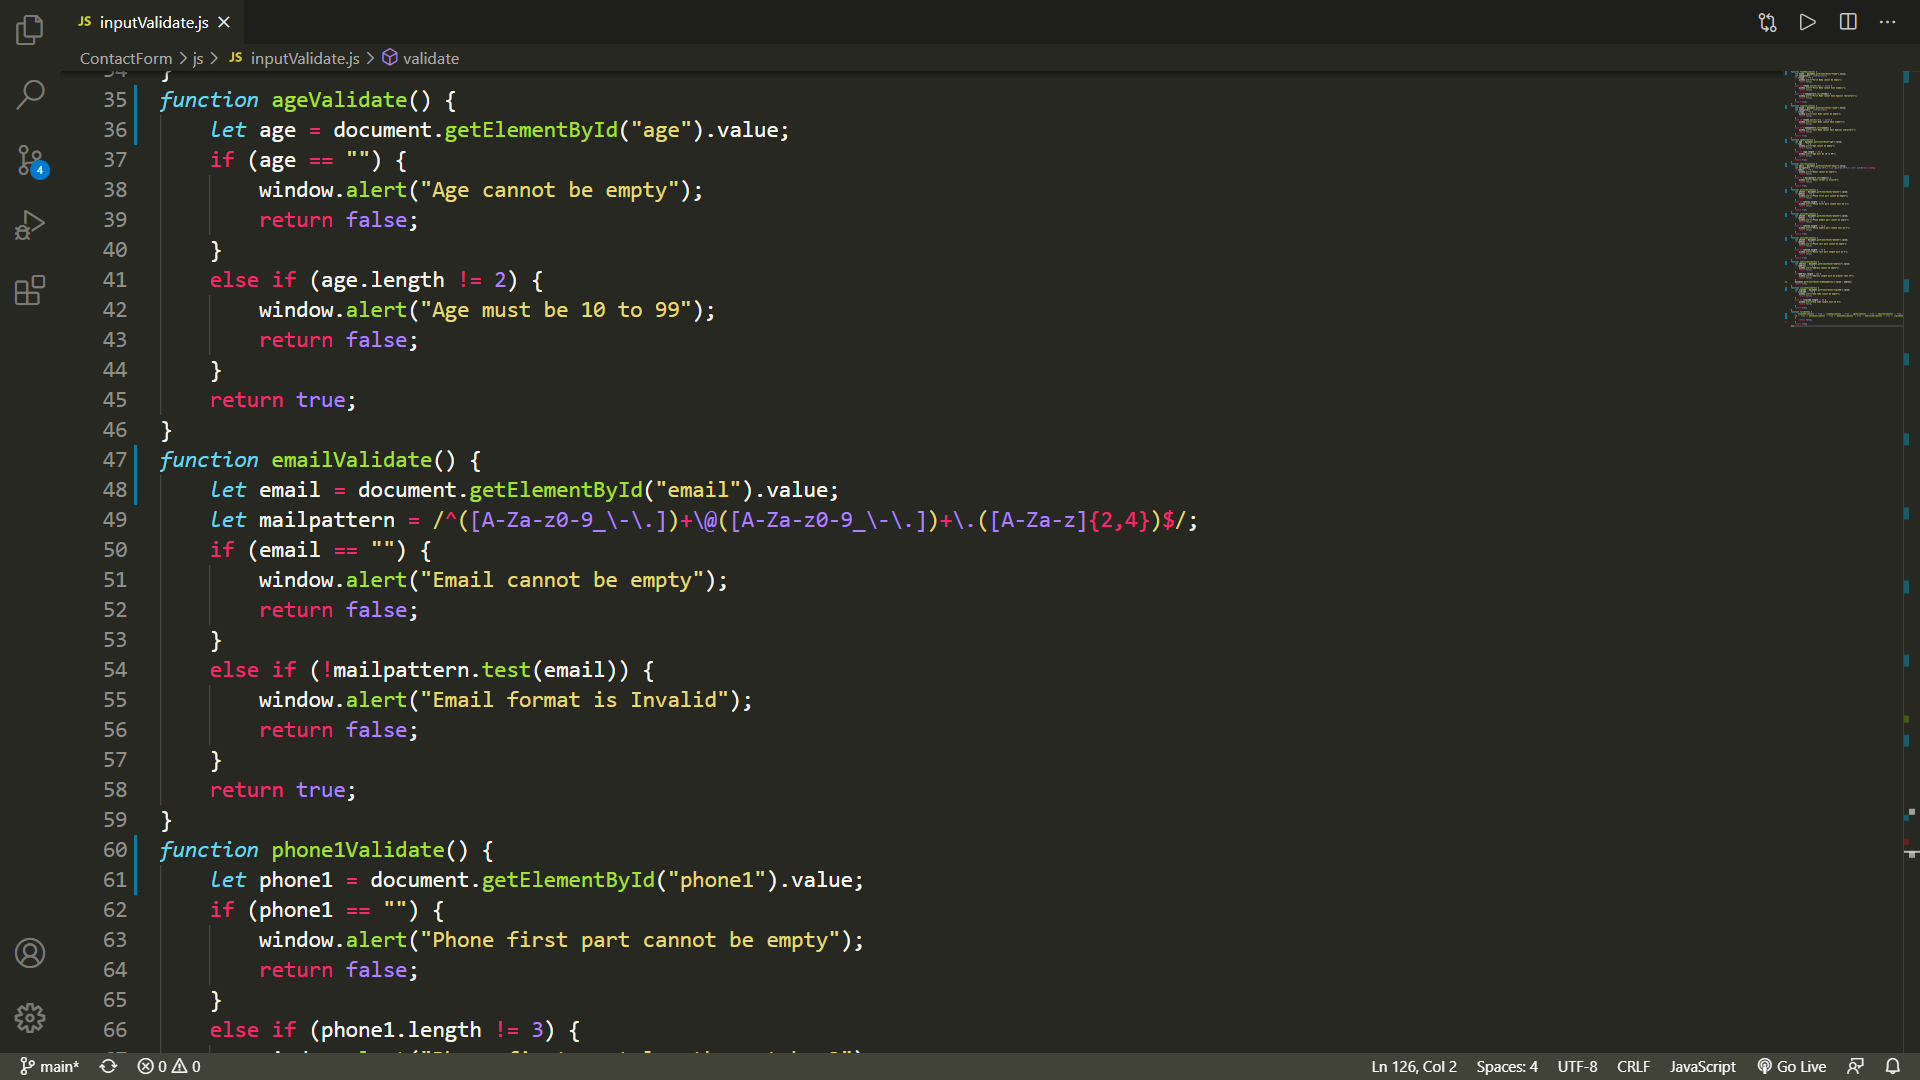 JS inputValidate.js
ContactForm > js > JS inputValidate.js > validate
34 }
35 function ageValidate() {
36 let age = document.getElementById("age").value;
37 if (age == "") {
38 window.alert("Age cannot be empty");
39 return false;
40 }
41 else if (age.length != 2) {
42 window.alert("Age must be 10 to 99");
43 return false;
44 }
45 return true;
46 }
47 function emailValidate() {
48 let email = document.getElementById("email").value;
49 let mailpattern = /^([A-Za-z0-9_\-\.])+\@([A-Za-z0-9_\-\.])+\.([A-Za-z]{2,4})$/;
50 if (email == "") {
51 window.alert("Email cannot be empty");
52 return false;
53 }
54 else if (!mailpattern.test(email)) {
55 window.alert("Email format is Invalid");
56 return false;
57 }
58 return true;
59 }
60 function phone1Validate() {
61 let phone1 = document.getElementById("phone1").value;
62 if (phone1 == "") {
63 window.alert("Phone first part cannot be empty");
64 return false;
65 }
66 else if (phone1.length != 3) {
4
main* 0 0 Ln 126, Col 2 Spaces: 4 UTF-8 CRLF JavaScript Go Live